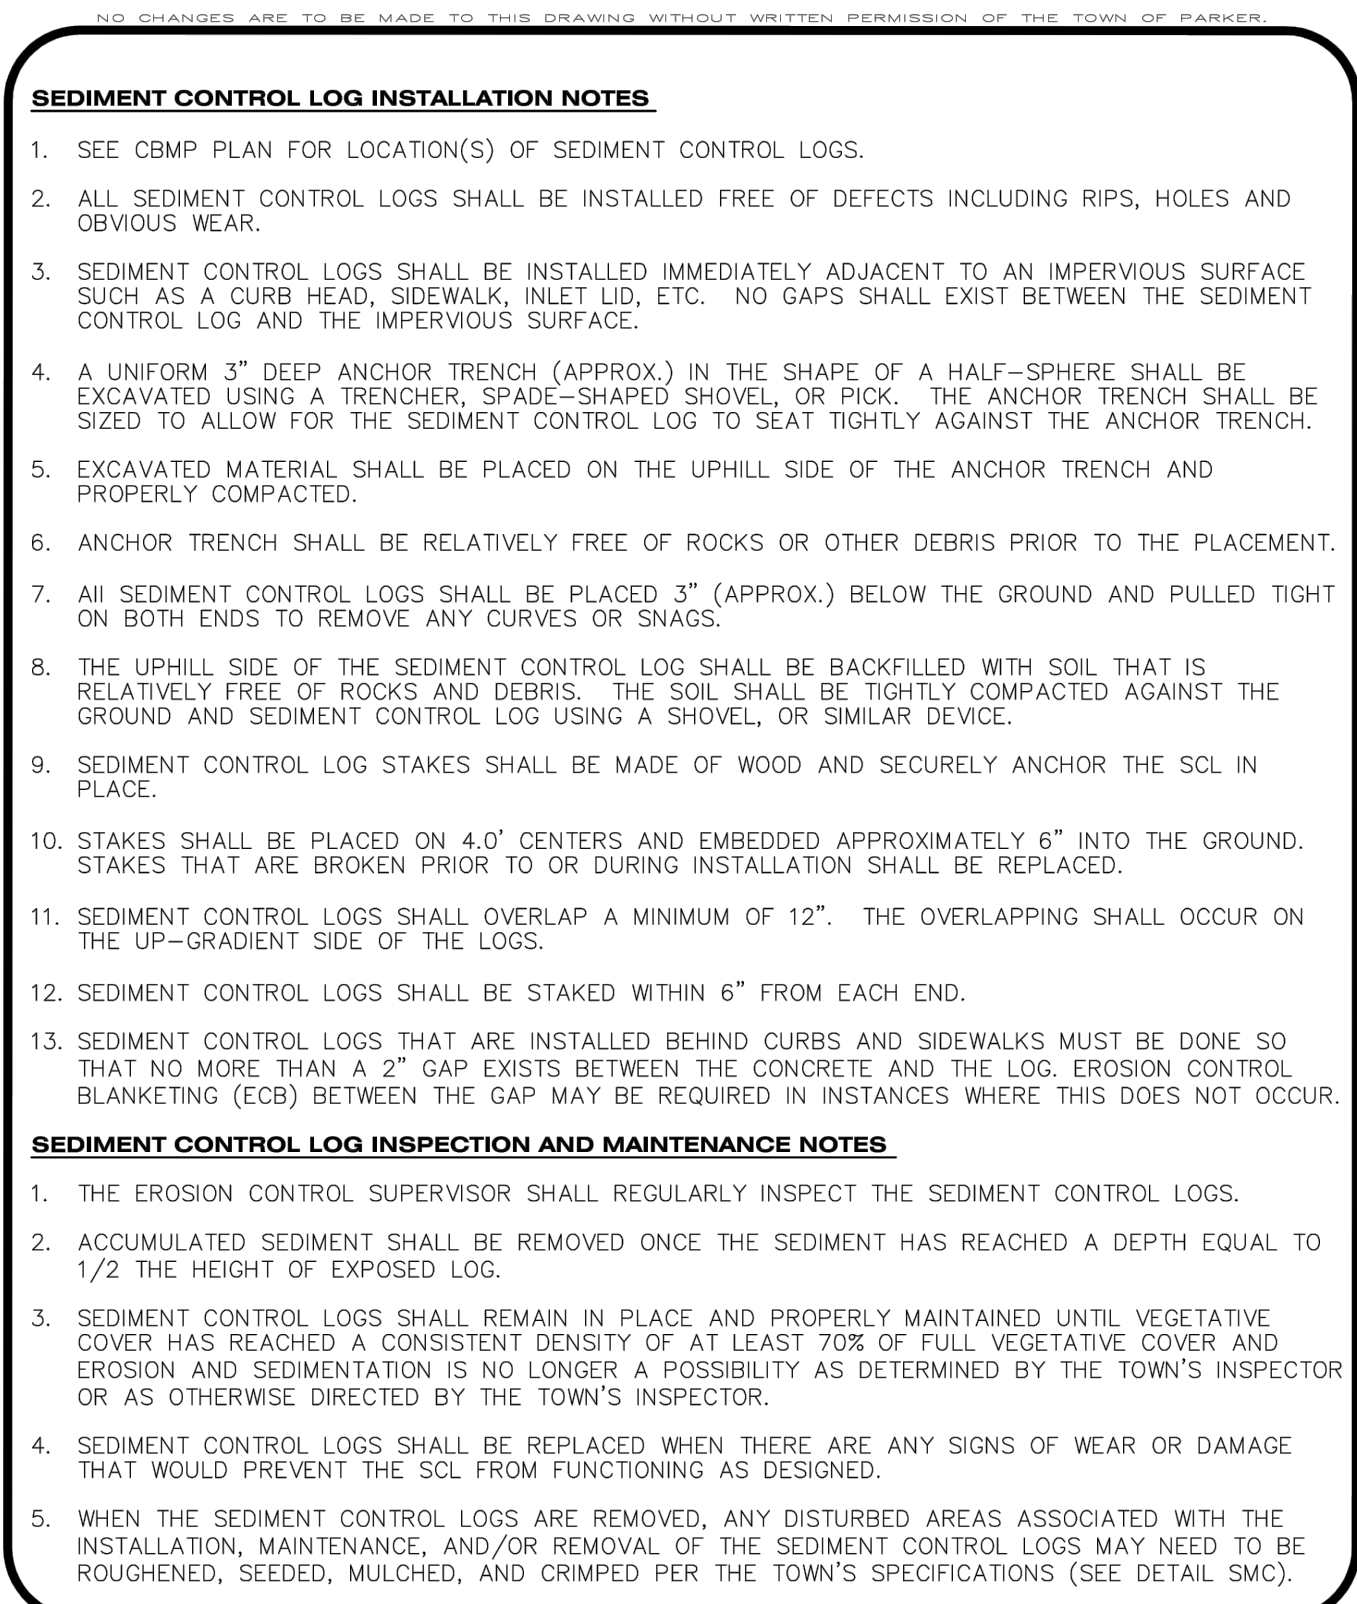 NO CHANGES ARE TO BE MADE TO THIS DRAWING WITHOUT WRITTEN PERMISSION OF THE TOWN OF PARKER.
SEDIMENT CONTROL LOG INSTALLATION NOTES
1. SEE CBMP PLAN FOR LOCATION(S) OF SEDIMENT CONTROL LOGS.
2. ALL SEDIMENT CONTROL LOGS SHALL BE INSTALLED FREE OF DEFECTS INCLUDING RIPS, HOLES AND
OBVIOUS WEAR.
3. SEDIMENT CONTROL LOGS SHALL BE INSTALLED IMMEDIATELY ADJACENT TO AN IMPERVIOUS SURFACE
SUCH AS A CURB HEAD, SIDEWALK, INLET LID, ETC. NO GAPS SHALL EXIST BETWEEN THE SEDIMENT
CONTROL LOG AND THE IMPERVIOUS SURFACE.
4. A UNIFORM 3" DEEP ANCHOR TRENCH (APPROX.) IN THE SHAPE OF A HALF-SPHERE SHALL BE
EXCAVATED USING A TRENCHER, SPADE-SHAPED SHOVEL, OR PICK. THE ANCHOR TRENCH SHALL BE
SIZED TO ALLOW FOR THE SEDIMENT CONTROL LOG TO SEAT TIGHTLY AGAINST THE ANCHOR TRENCH.
5. EXCAVATED MATERIAL SHALL BE PLACED ON THE UPHILL SIDE OF THE ANCHOR TRENCH AND
PROPERLY COMPACTED.
6. ANCHOR TRENCH SHALL BE RELATIVELY FREE OF ROCKS OR OTHER DEBRIS PRIOR TO THE PLACEMENT.
7. All SEDIMENT CONTROL LOGS SHALL BE PLACED 3" (APPROX.) BELOW THE GROUND AND PULLED TIGHT
ON BOTH ENDS TO REMOVE ANY CURVES OR SNAGS.
8. THE UPHILL SIDE OF THE SEDIMENT CONTROL LOG SHALL BE BACKFILLED WITH SOIL THAT IS
RELATIVELY FREE OF ROCKS AND DEBRIS. THE SOIL SHALL BE TIGHTLY COMPACTED AGAINST THE
GROUND AND SEDIMENT CONTROL LOG USING A SHOVEL, OR SIMILAR DEVICE.
9. SEDIMENT CONTROL LOG STAKES SHALL BE MADE OF WOOD AND SECURELY ANCHOR THE SCL IN
PLACE.
10. STAKES SHALL BE PLACED ON 4.0' CENTERS AND EMBEDDED APPROXIMATELY 6" INTO THE GROUND.
STAKES THAT ARE BROKEN PRIOR TO OR DURING INSTALLATION SHALL BE REPLACED.
11. SEDIMENT CONTROL LOGS SHALL OVERLAP A MINIMUM OF 12". THE OVERLAPPING SHALL OCCUR ON
THE UP-GRADIENT SIDE OF THE LOGS.
12. SEDIMENT CONTROL LOGS SHALL BE STAKED WITHIN 6" FROM EACH END.
13. SEDIMENT CONTROL LOGS THAT ARE INSTALLED BEHIND CURBS AND SIDEWALKS MUST BE DONE SO
THAT NO MORE THAN A 2" GAP EXISTS BETWEEN THE CONCRETE AND THE LOG. EROSION CONTROL
BLANKETING (ECB) BETWEEN THE GAP MAY BE REQUIRED IN INSTANCES WHERE THIS DOES NOT OCCUR.
SEDIMENT CONTROL LOG INSPECTION AND MAINTENANCE NOTES
1. THE EROSION CONTROL SUPERVISOR SHALL REGULARLY INSPECT THE SEDIMENT CONTROL LOGS.
2. ACCUMULATED SEDIMENT SHALL BE REMOVED ONCE THE SEDIMENT HAS REACHED A DEPTH EQUAL TO
1/2 THE HEIGHT OF EXPOSED LOG.
3. SEDIMENT CONTROL LOGS SHALL REMAIN IN PLACE AND PROPERLY MAINTAINED UNTIL VEGETATIVE
COVER HAS REACHED A CONSISTENT DENSITY OF AT LEAST 70% OF FULL VEGETATIVE COVER AND
EROSION AND SEDIMENTATION IS NO LONGER A POSSIBILITY AS DETERMINED BY THE TOWN'S INSPECTOR
OR AS OTHERWISE DIRECTED BY THE TOWN'S INSPECTOR.
4. SEDIMENT CONTROL LOGS SHALL BE REPLACED WHEN THERE ARE ANY SIGNS OF WEAR OR DAMAGE
THAT WOULD PREVENT THE SCL FROM FUNCTIONING AS DESIGNED.
5. WHEN THE SEDIMENT CONTROL LOGS ARE REMOVED, ANY DISTURBED AREAS ASSOCIATED WITH THE
INSTALLATION, MAINTENANCE, AND/OR REMOVAL OF THE SEDIMENT CONTROL LOGS MAY NEED TO BE
ROUGHENED, SEEDED, MULCHED, AND CRIMPED PER THE TOWN'S SPECIFICATIONS (SEE DETAIL SMC).